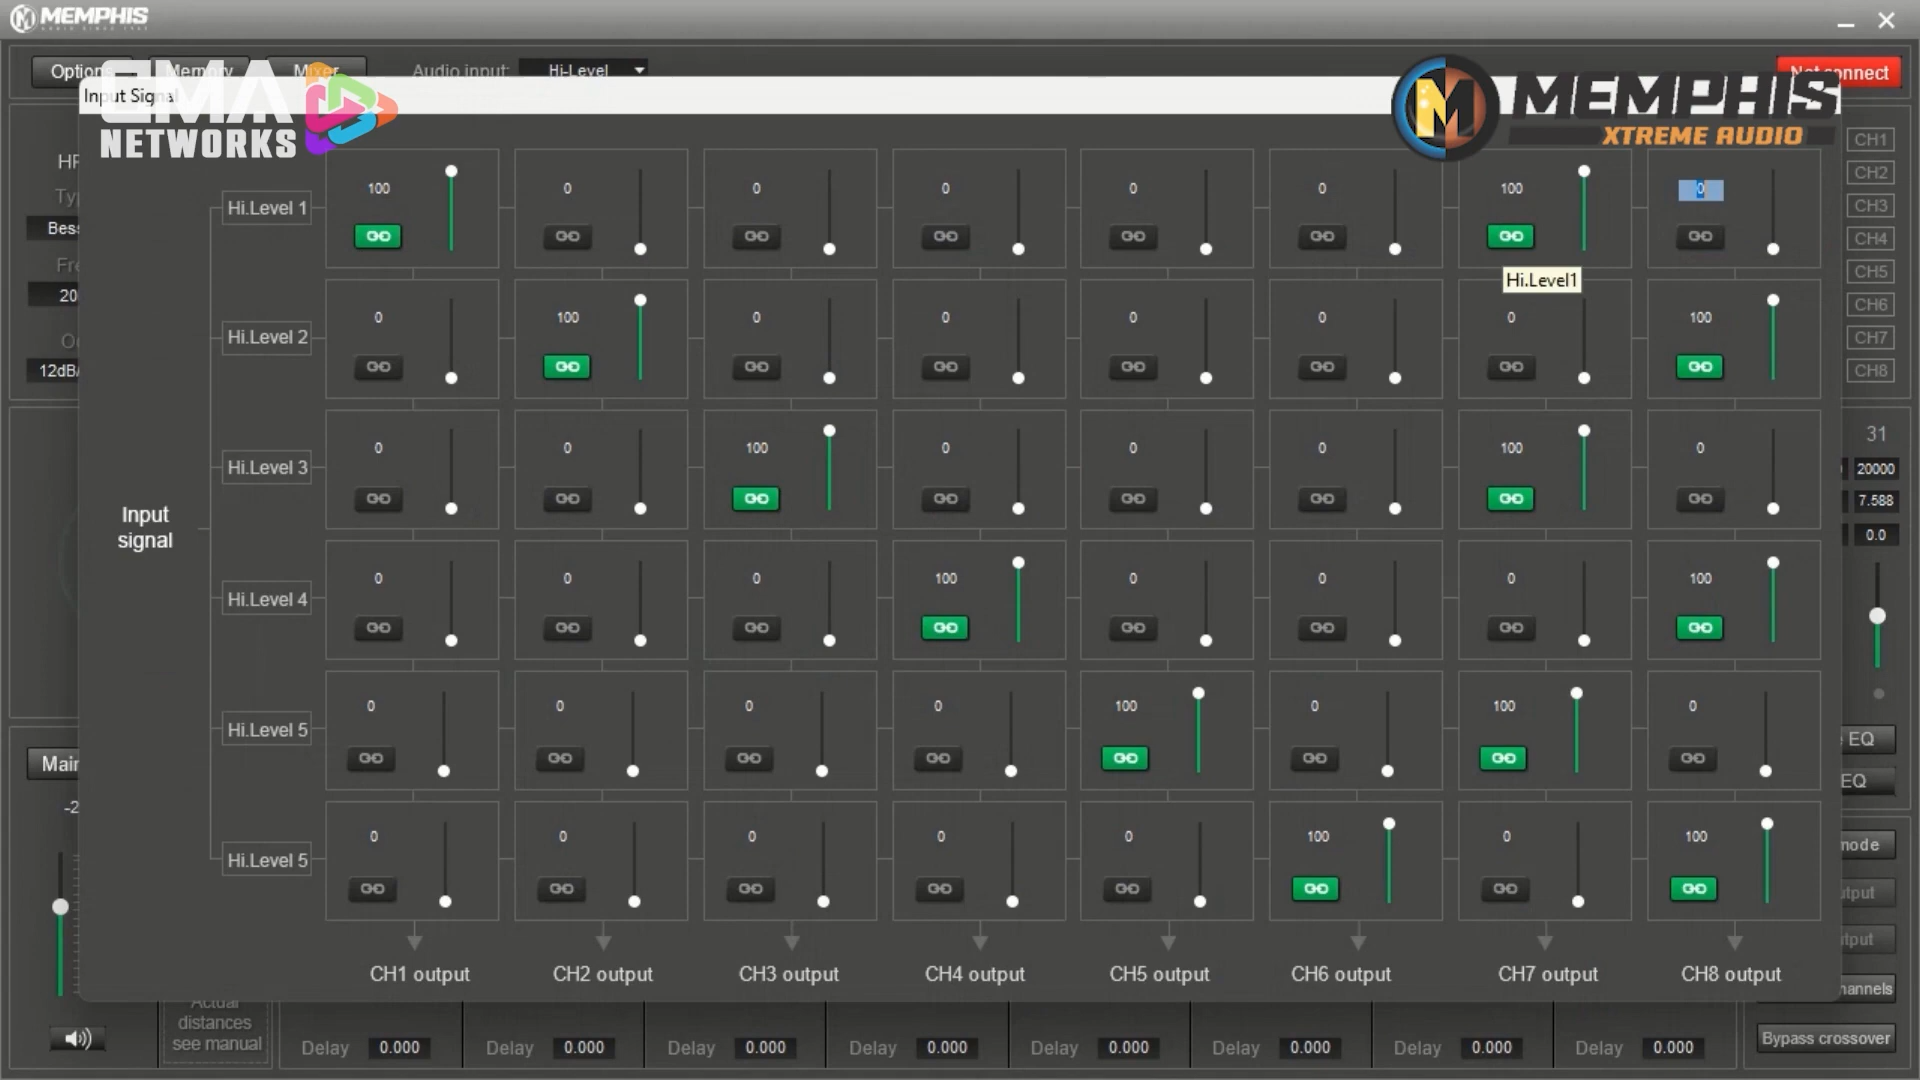 MEMPHIS
Options
Memory
Mixer
Audio input:
Hi-Level
Not connect
Input Signal
CMA
NETWORKS
MEMPHIS
XTREME AUDIO
Hi.Level 1
100
0
0
0
0
0
100
0
Hi.Level1
Hi.Level 2
0
100
0
0
0
0
0
100
Hi.Level 3
0
0
100
0
0
0
100
0
Input
signal
Hi.Level 4
0
0
0
100
0
0
0
100
Hi.Level 5
0
0
0
0
100
0
100
0
Hi.Level 5
0
0
0
0
0
100
0
100
CH1 output
CH2 output
CH3 output
CH4 output
CH5 output
CH6 output
CH7 output
CH8 output
CH1
CH2
CH3
CH4
CH5
CH6
CH7
CH8
31
20000
7.588
0.0
EQ
EQ
12dB/
-2
distances
see manual
Delay 0.000
Delay 0.000
Delay 0.000
Delay 0.000
Delay 0.000
Delay 0.000
Delay 0.000
Delay 0.000
Bypass crossover